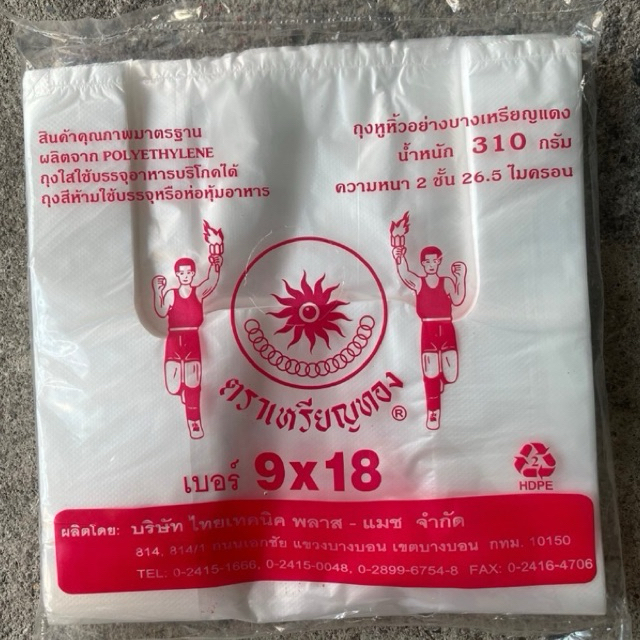 สินค้าคุณภาพมาตรฐาน
ผลิตจาก POLYETHYLENE
ถุงใสใช้บรรจุอาหารบริโภคได้
ถุงสีห้ามใช้บรรจุหรือห่อหุ้มอาหาร
ถุงหูหิ้วอย่างบางเหรียญแดง
น้ำหนัก 310 กรัม
ความหนา 2 ชั้น 26.5 ไมครอน
ตราเหรียญทอง ®
เบอร์ 9x18
2
HDPE
ผลิตโดย: บริษัท ไทยเทคนิค พลาส - แมช จำกัด
814, 814/1 ถนนเอกชัย แขวงบางบอน เขตบางบอน กทม. 10150
TEL: 0-2415-1666, 0-2415-0048, 0-2899-6754-8 FAX: 0-2416-4706